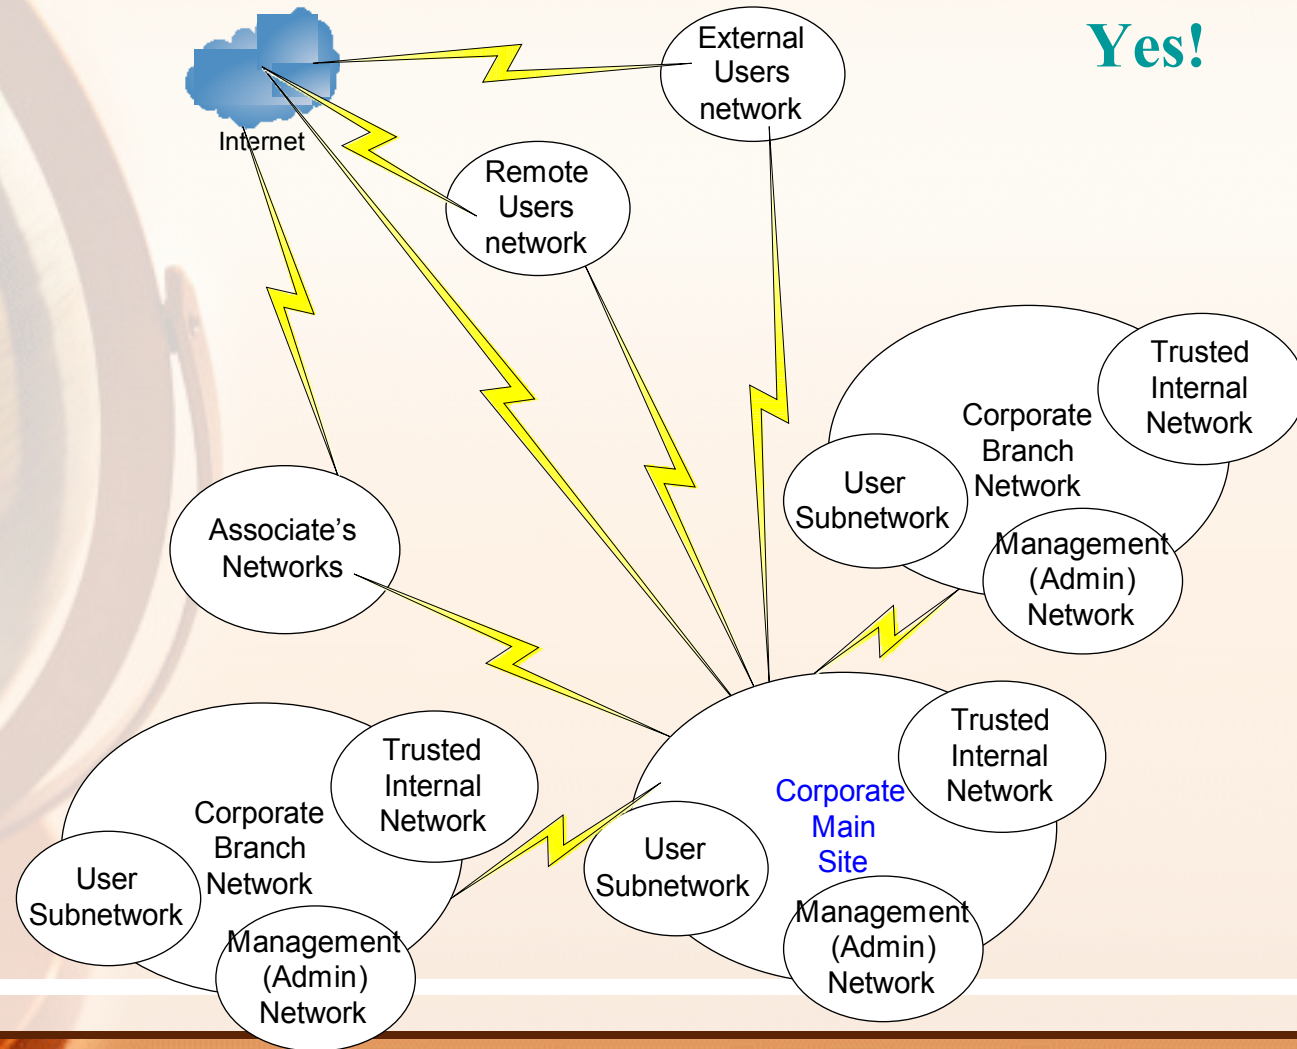 Yes!
External
Users
network
Internet
Remote
Users
network
Trusted
Internal
Network
Corporate
Branch
Network
User
Subnetwork
Management
(Admin)
Network
Associate's
Networks
Trusted
Internal
Network
Corporate
Branch
Network
User
Subnetwork
Management
(Admin)
Network
Trusted
Internal
Network
Corporate
Main
Site
User
Subnetwork
Management
(Admin)
Network